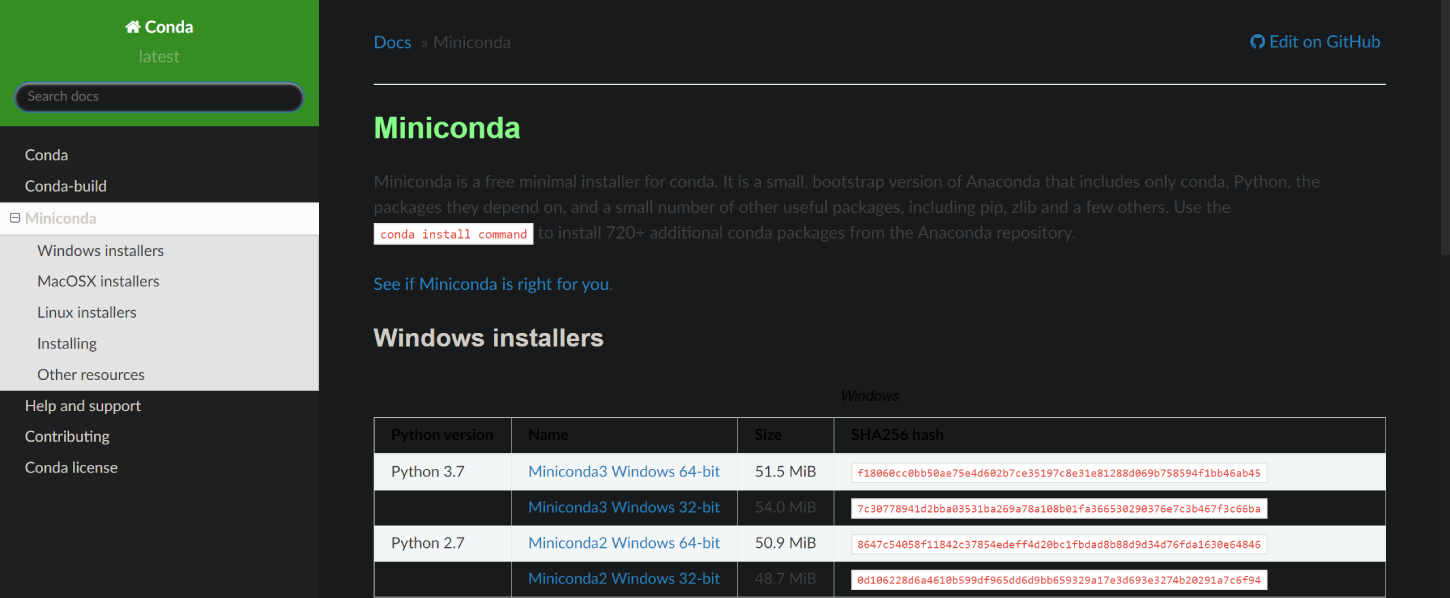 Conda
latest
Search docs
Conda
Conda-build
Miniconda
Windows installers
MacOSX installers
Linux installers
Installing
Other resources
Help and support
Contributing
Conda license
Docs » Miniconda
Edit on GitHub
Miniconda
Miniconda is a free minimal installer for conda. It is a small, bootstrap version of Anaconda that includes only conda, Python, the
packages they depend on, and a small number of other useful packages, including pip, zlib and a few others. Use the
conda install command to install 720+ additional conda packages from the Anaconda repository.
See if Miniconda is right for you.
Windows installers
Windows
Python version Name Size SHA256 hash
Python 3.7 Miniconda3 Windows 64-bit 51.5 MiB f18060cc0bb50ae75e4d602b7ce35197c8e31e81288d069b758594f1bb46ab45
Miniconda3 Windows 32-bit 54.0 MiB 7c30778941d2bba03531ba269a78a108b01fa366530290376e7c3b467f3c66ba
Python 2.7 Miniconda2 Windows 64-bit 50.9 MiB 8647c54058f11842c37854edeff4d20bc1fbdad8b88d9d34d76fda1630e64846
Miniconda2 Windows 32-bit 48.7 MiB 0d106228d6a4610b599df965dd6d9bb659329a17e3d693e3274b20291a7c6f94